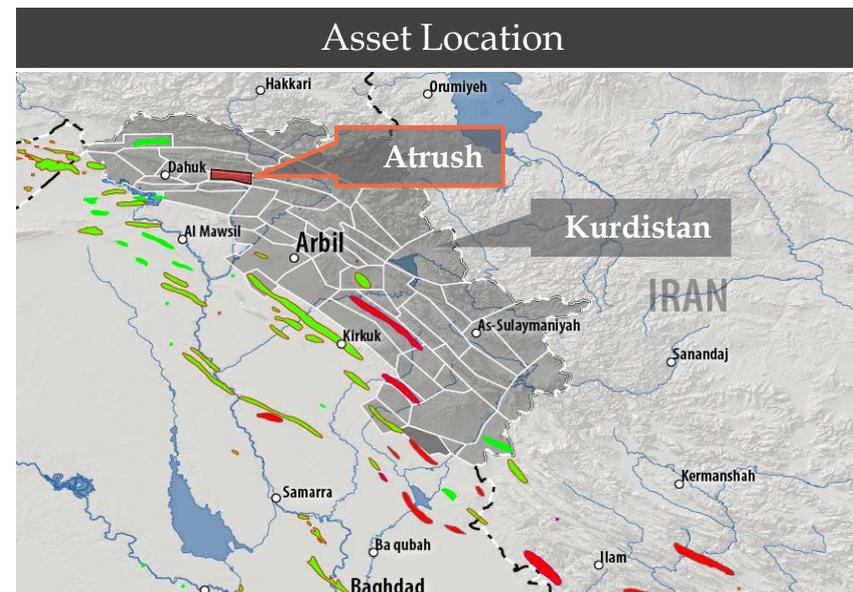 Asset Location
Hakkari
Orumiyeh
Atrush
Dahuk
Kurdistan
Al Mawsil
Arbil
IRAN
As-Sulaymaniyah
Kirkuk
Sanandaj
Kermanshah
Samarra
Ba qubah
Ilam
Baghdad